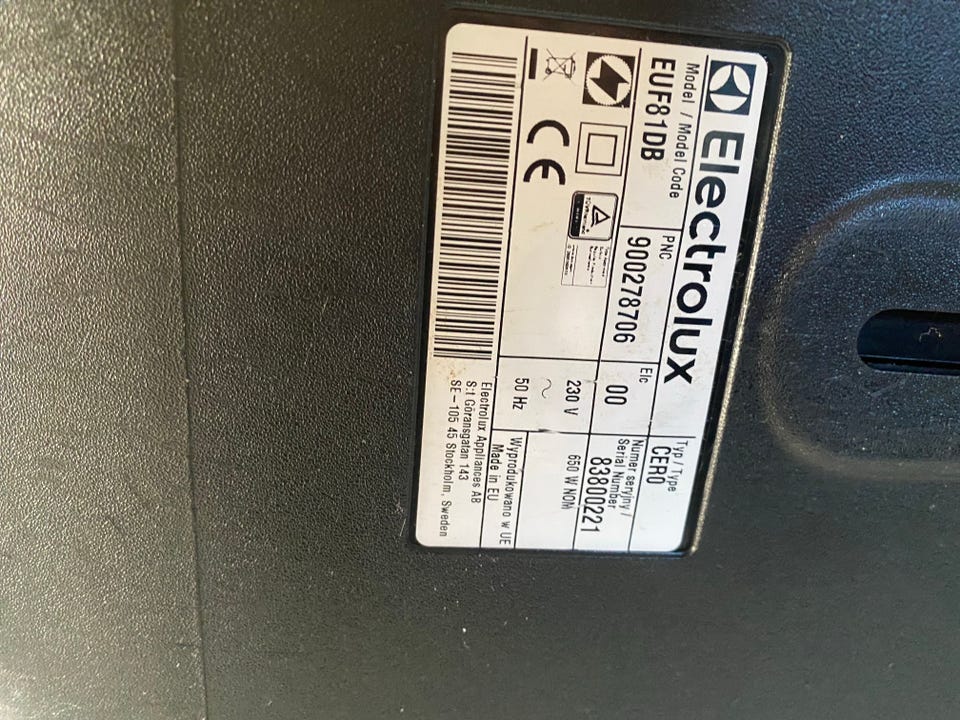 Electrolux
Model / Model Code
EUF81DB
PNC
900278706
Elc
00
Typ / Type
CER0
Numer seryjny /
Serial Number
83800221
230 V
50 Hz
650 W NOM
Wyprodukowano w UE
Made in EU
CE
Electrolux Appliances AB
S:t Göransgatan 143
SE-105 45 Stockholm, Sweden